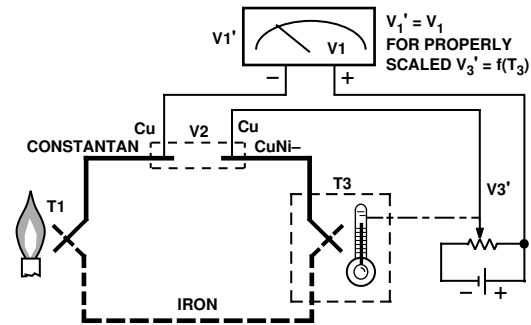 V1'
V1
– +
V1' = V1
FOR PROPERLY
SCALED V3' = f(T3)
Cu
V2
Cu
CONSTANTAN
CuNi–
T1
T3
V3'
IRON
– +